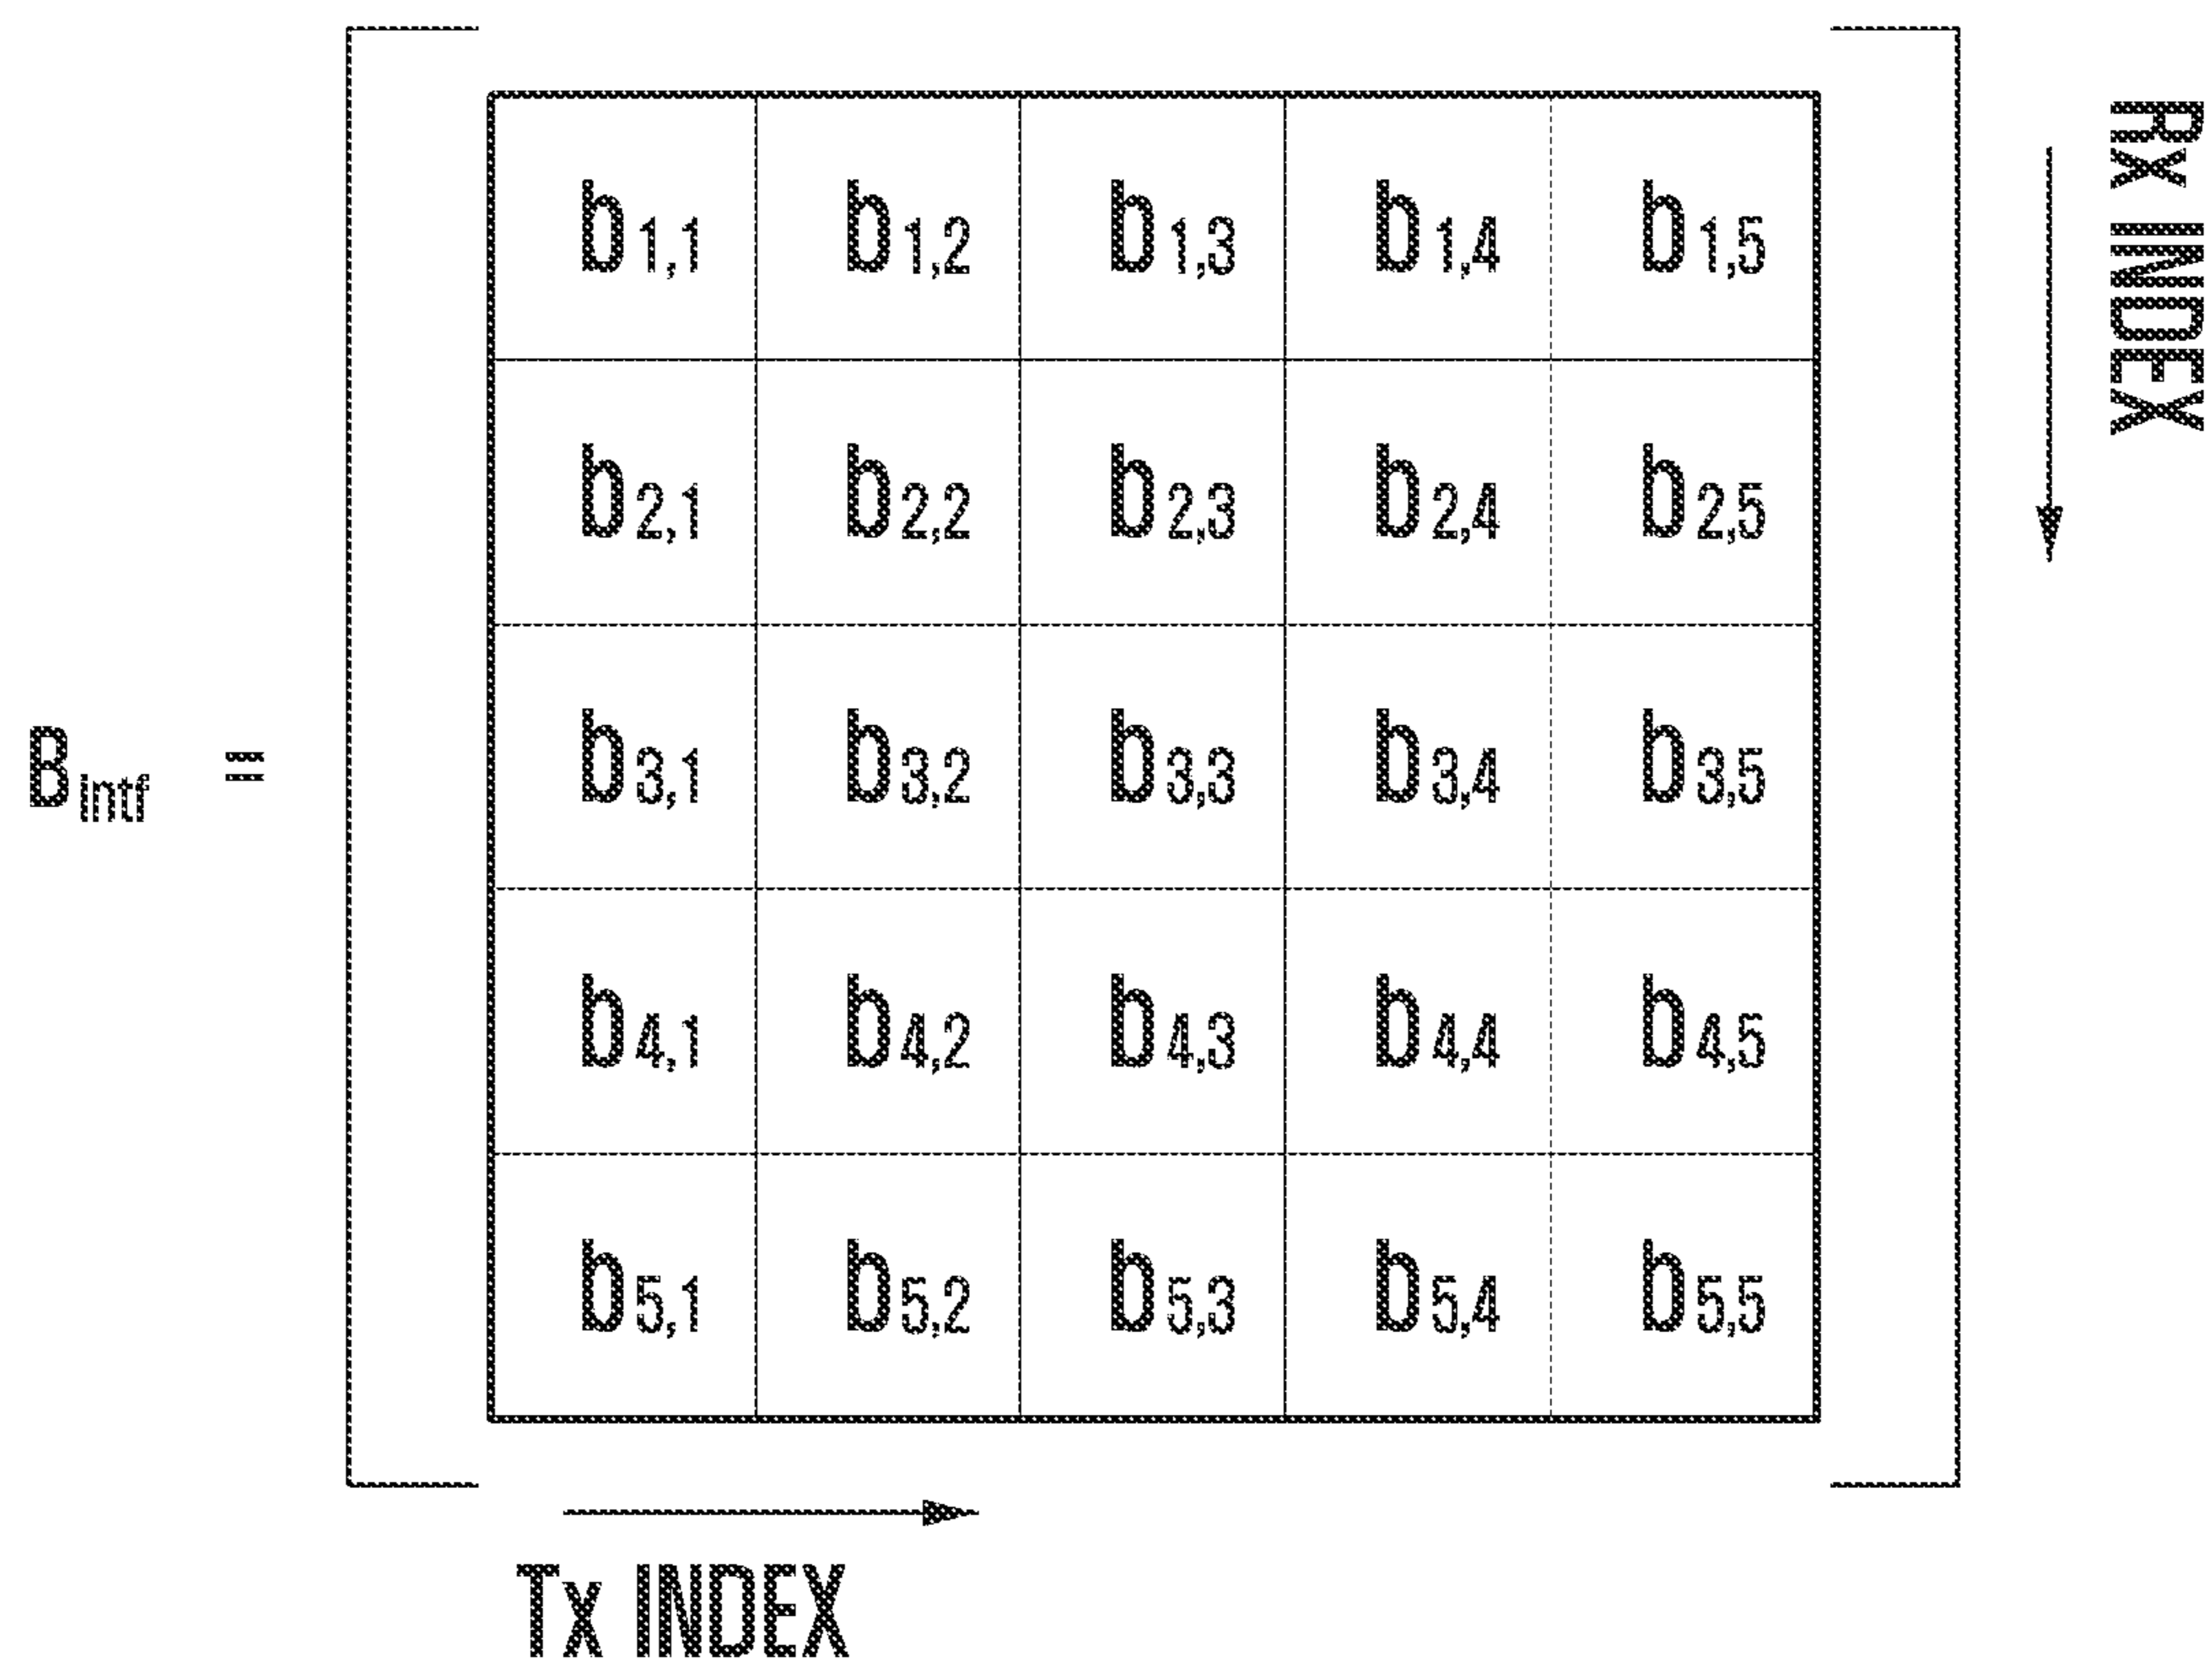 b1,1 b1,2 b1,3 b1,4 b1,5
b2,1 b2,2 b2,3 b2,4 b2,5
Bintf =
b3,1 b3,2 b3,3 b3,4 b3,5
b4,1 b4,2 b4,3 b4,4 b4,5
b5,1 b5,2 b5,3 b5,4 b5,5
Rx INDEX
Tx INDEX